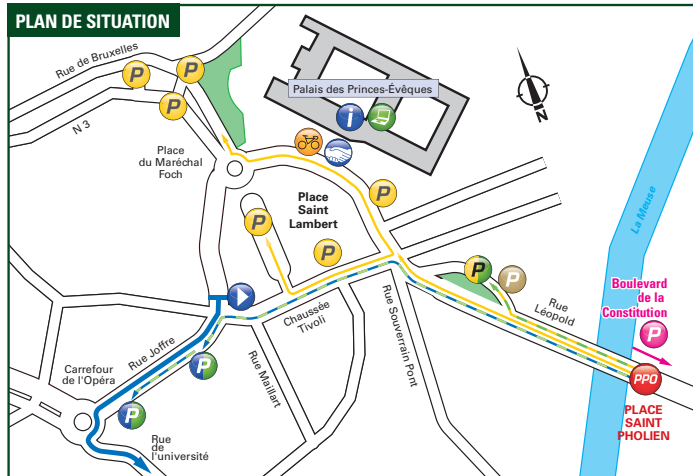 PLAN DE SITUATION
Rue de Bruxelles
P
P
P
N 3
Palais des Princes-Évêques
i
N
Place
du Maréchal
Foch
Place
Saint
Lambert
P
P
P
La Meuse
P
P
Boulevard
de la
Constitution
P
Rue
Léopold
Chaussée
Tivoli
Rue Souverrain Pont
Rue Joffre
Rue Maillart
P
P
Carrefour
de l'Opéra
Rue
de
l'université
PPO
PLACE
SAINT
PHOLIEN